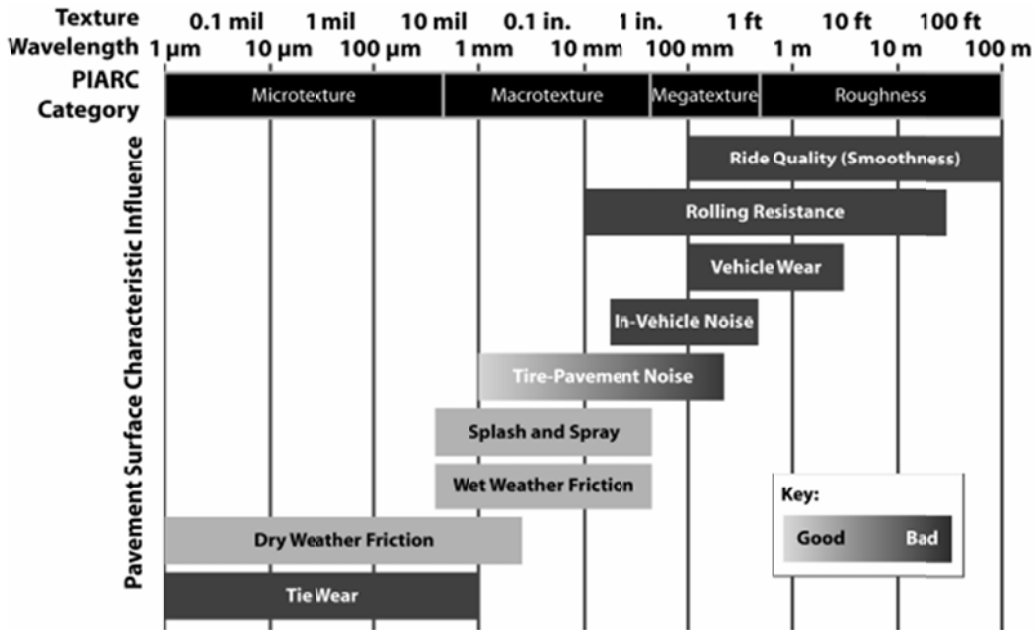 Texture 0.1 mil 1 mil 10 mil 0.1 in. 1 in. 1 ft 10 ft 100 ft
Wavelength 1 µm 10 µm 100 µm 1 mm 10 mm 100 mm 1 m 10 m 100 m
PIARC
Category
Microtexture Macrotexture Megatexture Roughness
Pavement Surface Characteristic Influence
Ride Quality (Smoothness)
Rolling Resistance
Vehicle Wear
In-Vehicle Noise
Tire-Pavement Noise
Splash and Spray
Wet Weather Friction
Dry Weather Friction
Tie Wear
Key:
Good Bad